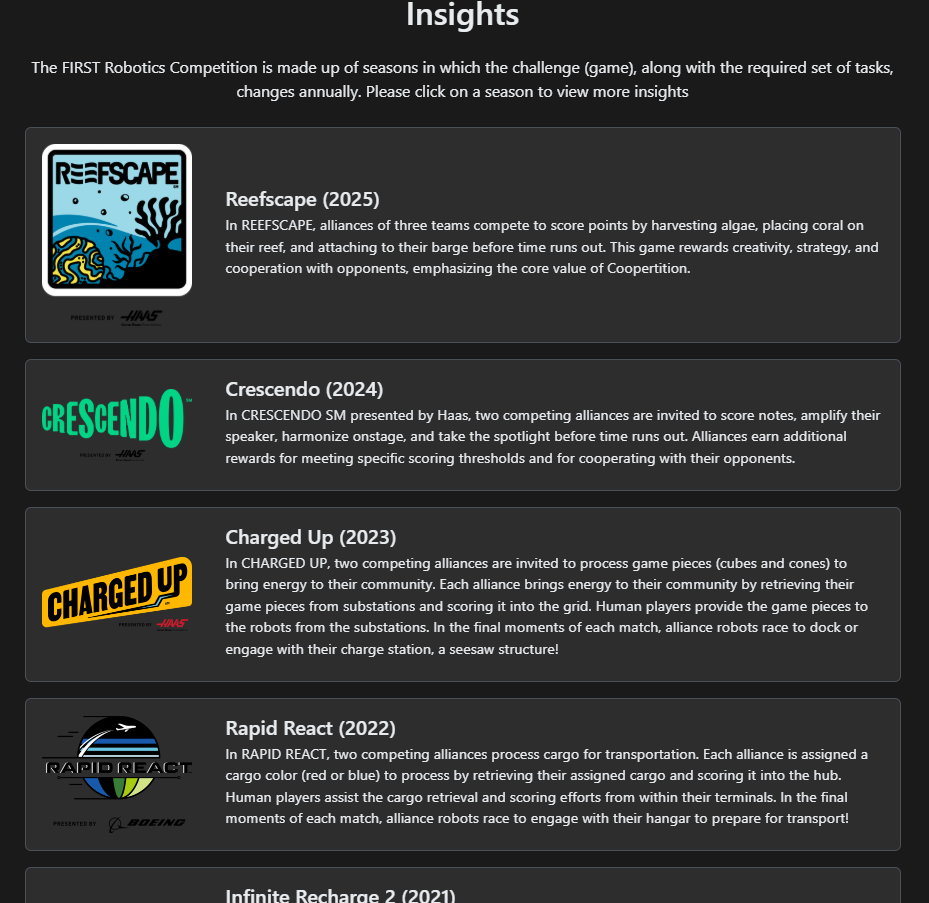 Insights
The FIRST Robotics Competition is made up of seasons in which the challenge (game), along with the required set of tasks,
changes annually. Please click on a season to view more insights
REEFSCAPE
PRESENTED BY HAAS
Reefscape (2025)
In REEFSCAPE, alliances of three teams compete to score points by harvesting algae, placing coral on
their reef, and attaching to their barge before time runs out. This game rewards creativity, strategy, and
cooperation with opponents, emphasizing the core value of Coopertition.
CRESCENDO SM
PRESENTED BY HAAS
Crescendo (2024)
In CRESCENDO SM presented by Haas, two competing alliances are invited to score notes, amplify their
speaker, harmonize onstage, and take the spotlight before time runs out. Alliances earn additional
rewards for meeting specific scoring thresholds and for cooperating with their opponents.
CHARGED UP
PRESENTED BY HAAS
Charged Up (2023)
In CHARGED UP, two competing alliances are invited to process game pieces (cubes and cones) to
bring energy to their community. Each alliance brings energy to their community by retrieving their
game pieces from substations and scoring it into the grid. Human players provide the game pieces to
the robots from the substations. In the final moments of each match, alliance robots race to dock or
engage with their charge station, a seesaw structure!
RAPID REACT
PRESENTED BY BOEING
Rapid React (2022)
In RAPID REACT, two competing alliances process cargo for transportation. Each alliance is assigned a
cargo color (red or blue) to process by retrieving their assigned cargo and scoring it into the hub.
Human players assist the cargo retrieval and scoring efforts from within their terminals. In the final
moments of each match, alliance robots race to engage with their hangar to prepare for transport!
Infinite Recharge 2 (2021)